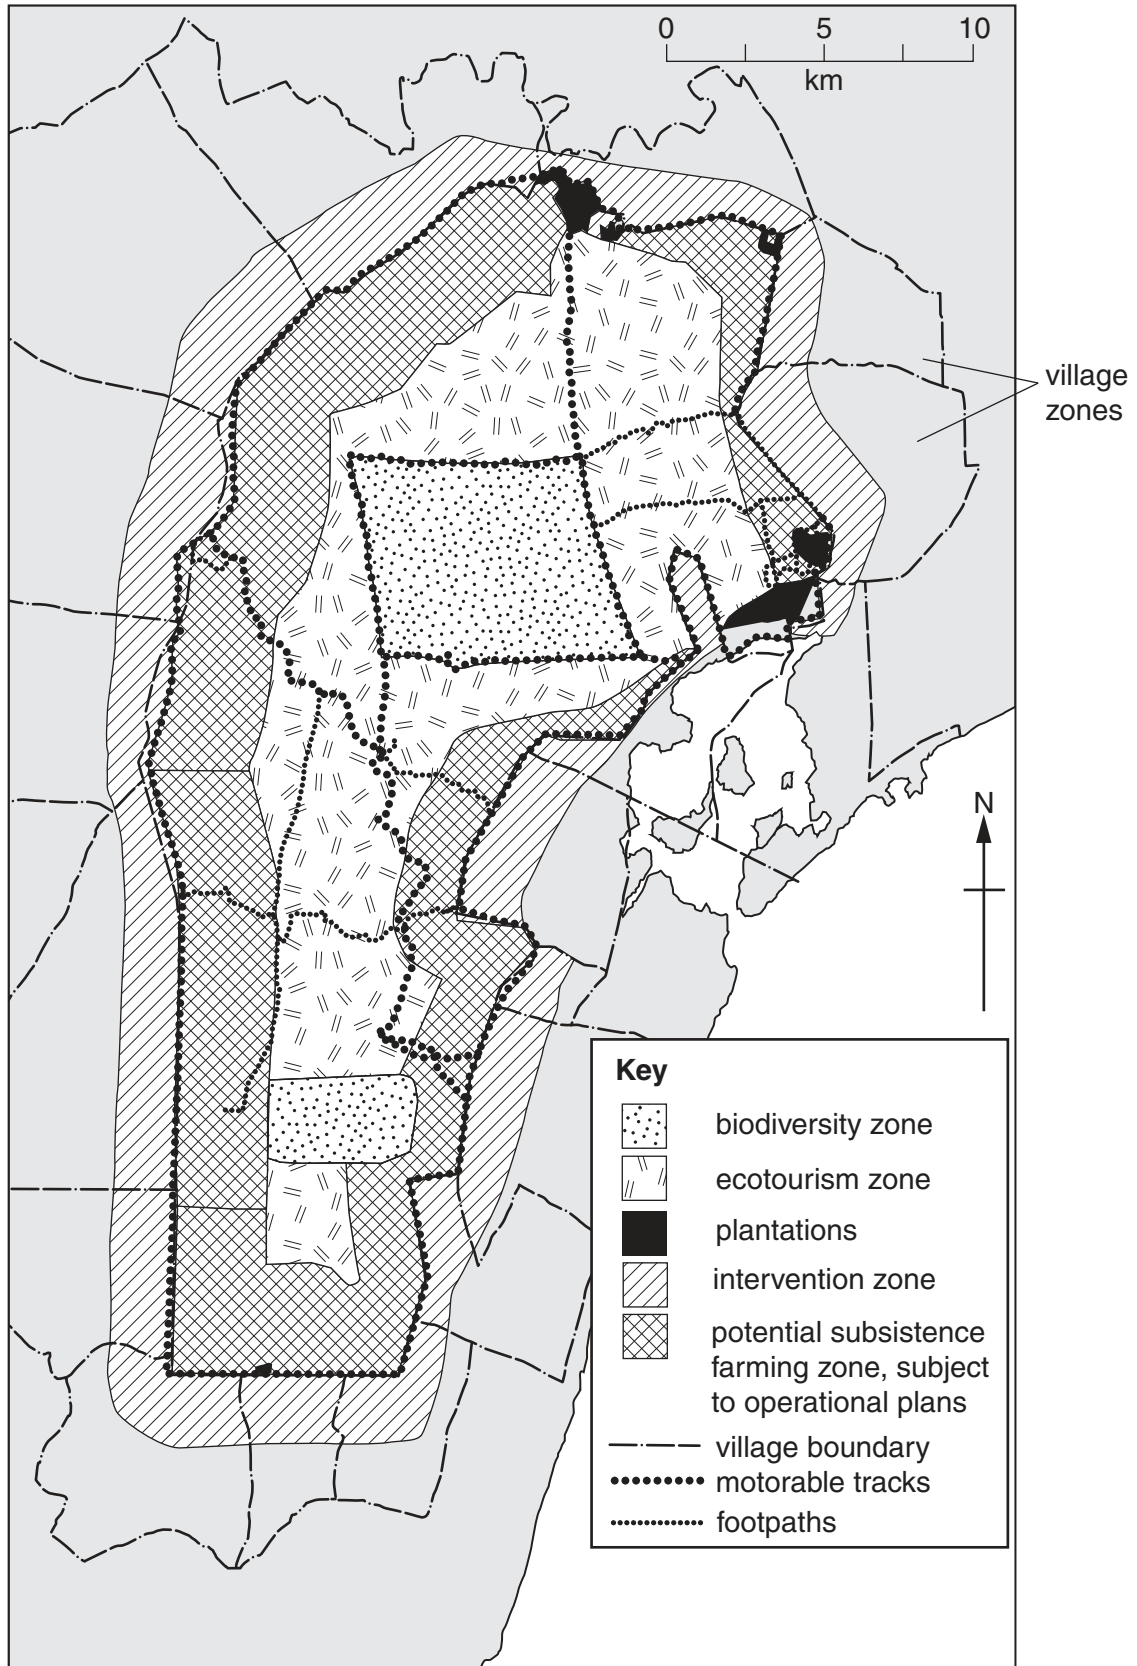 0 5 10
km
village
zones
N
Key
biodiversity zone
ecotourism zone
plantations
intervention zone
potential subsistence
farming zone, subject
to operational plans
village boundary
motorable tracks
footpaths